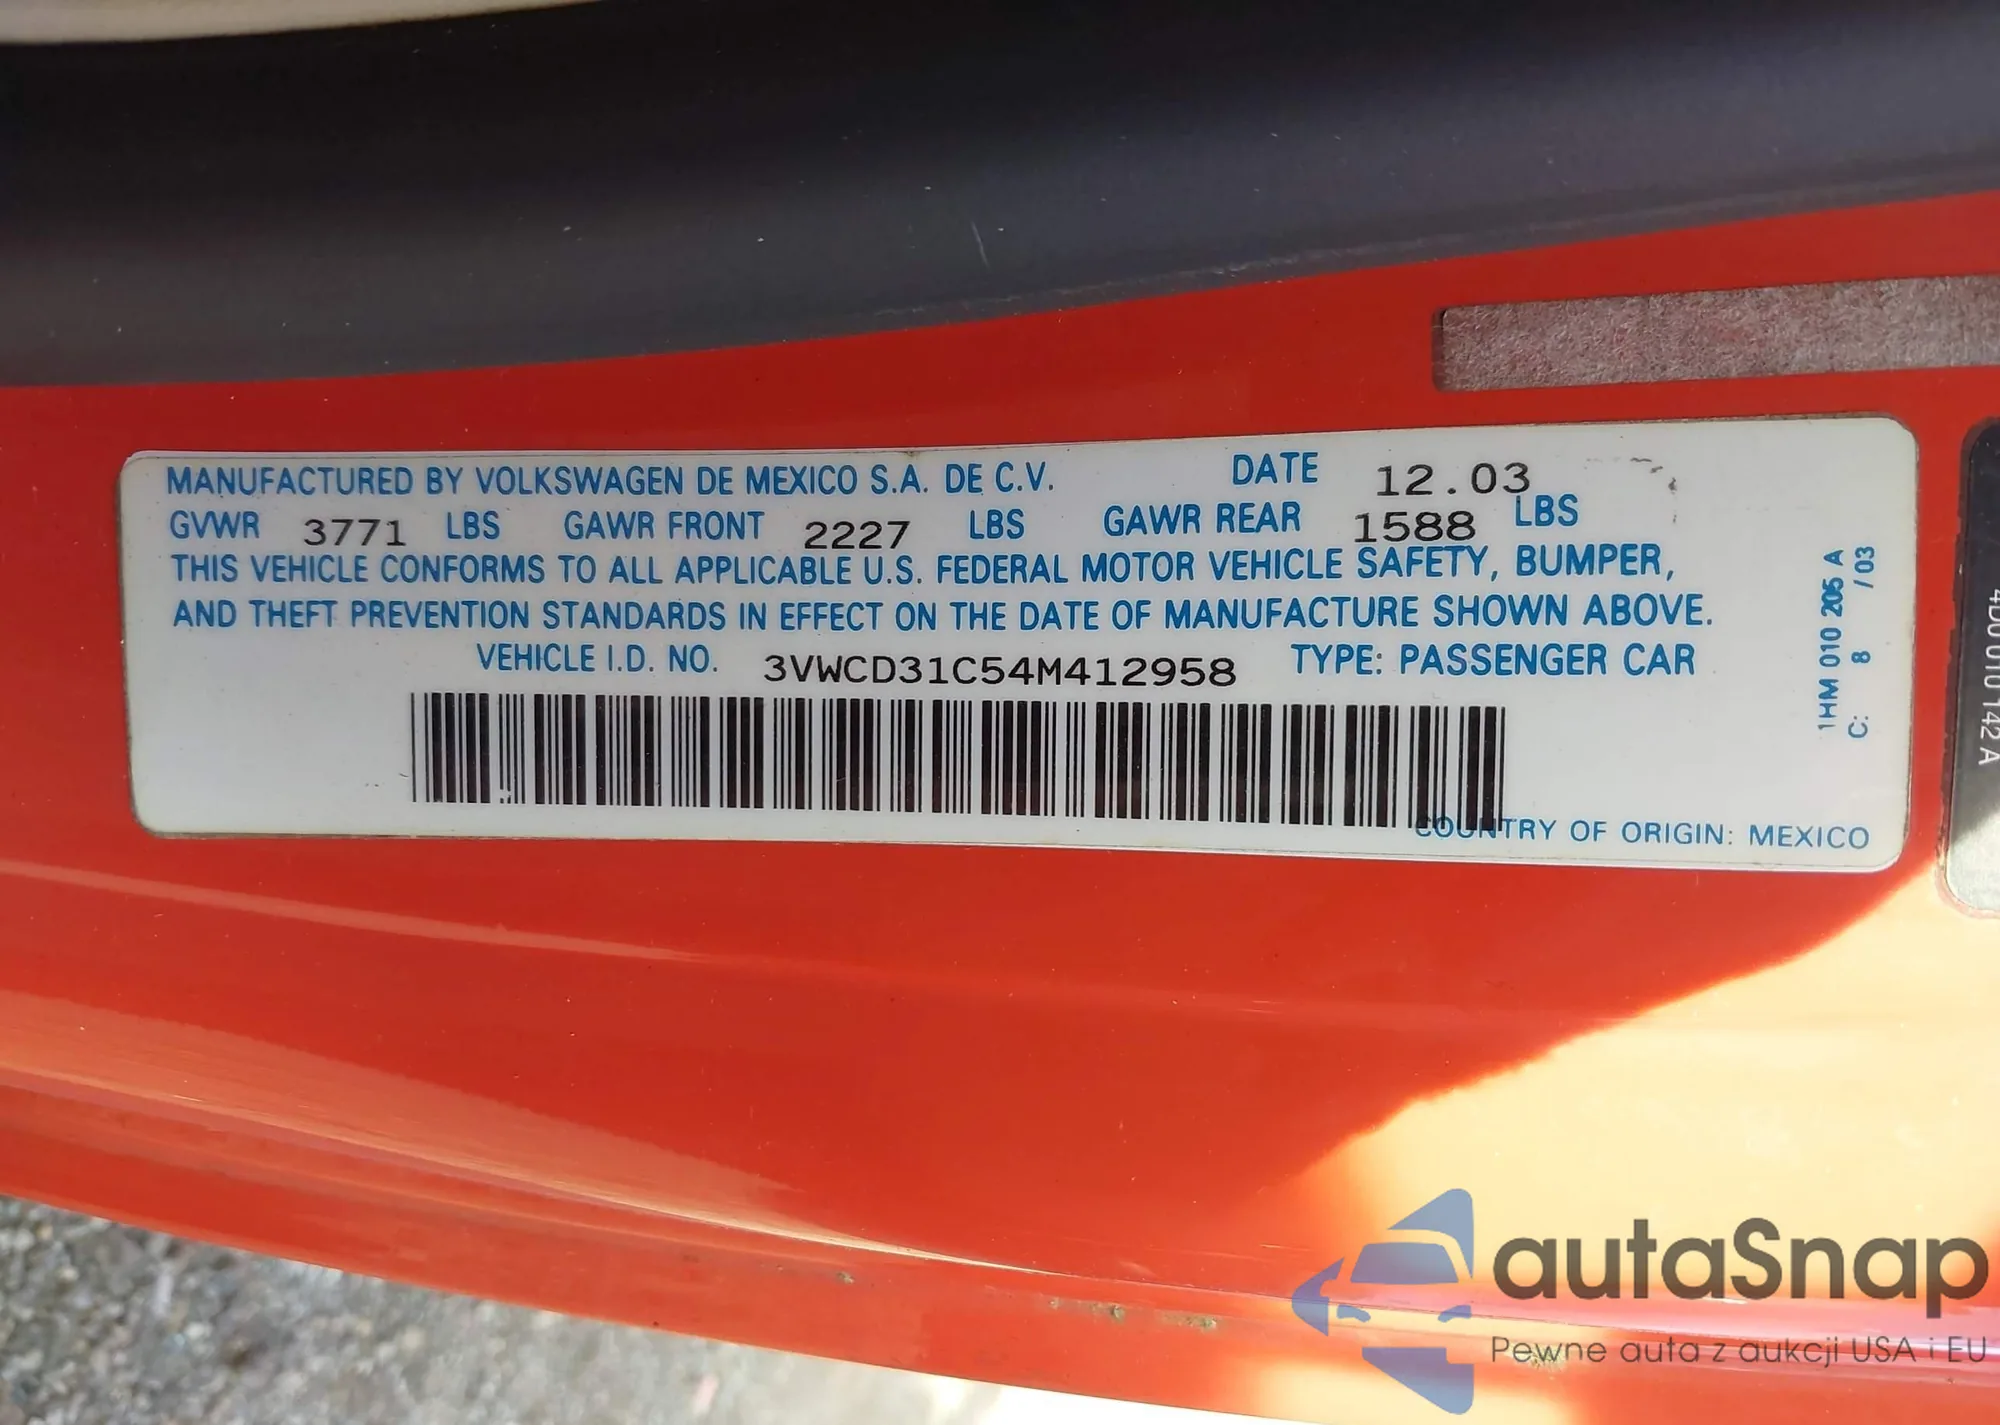 MANUFACTURED BY VOLKSWAGEN DE MEXICO S.A. DE C.V. DATE 12.03
GVWR 3771 LBS GAWR FRONT 2227 LBS GAWR REAR 1588 LBS
THIS VEHICLE CONFORMS TO ALL APPLICABLE U.S. FEDERAL MOTOR VEHICLE SAFETY, BUMPER,
AND THEFT PREVENTION STANDARDS IN EFFECT ON THE DATE OF MANUFACTURE SHOWN ABOVE.
VEHICLE I.D. NO. 3VWCD31C54M412958 TYPE: PASSENGER CAR
COUNTRY OF ORIGIN: MEXICO
1HM 010 205 A
C: 8 /03
4D0010142 A
autaSnap
Pewne auta z aukcji USA i EU